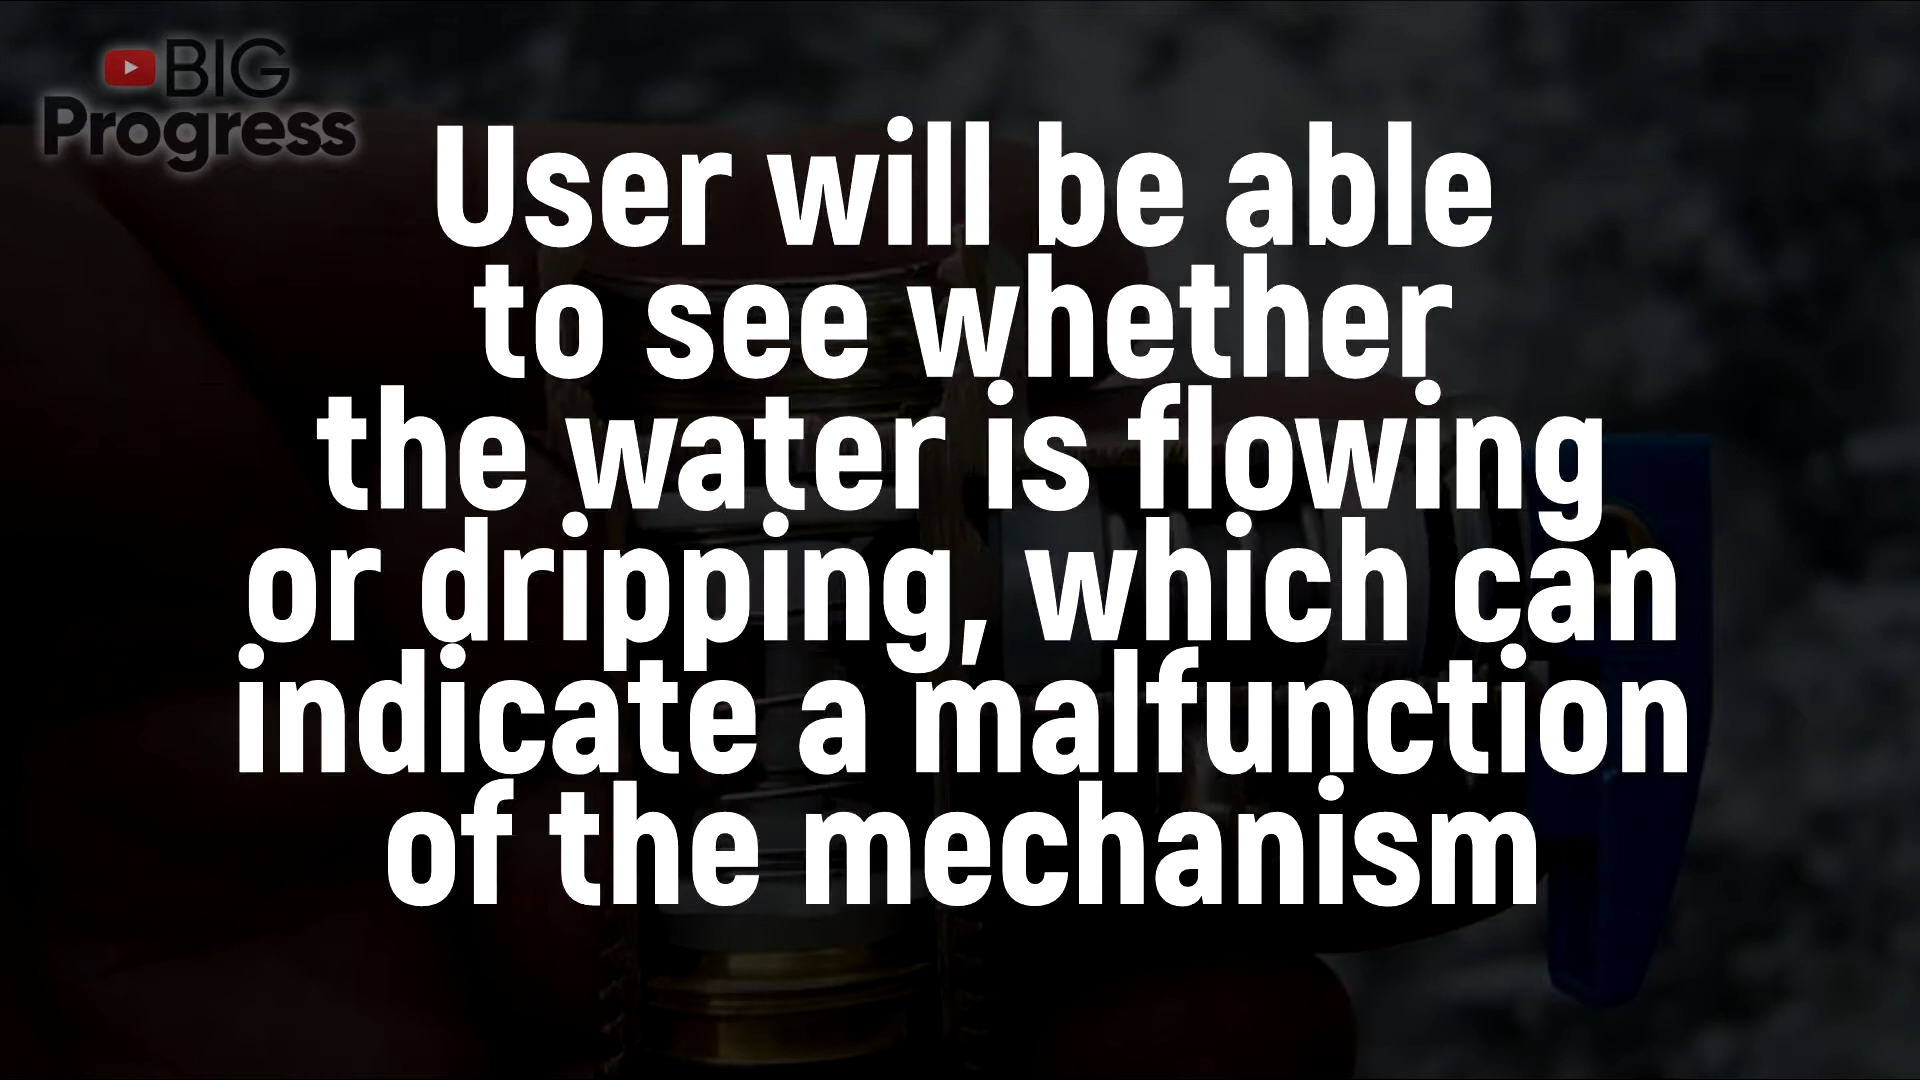 BIG
Progress
User will be able
to see whether
the water is flowing
or dripping, which can
indicate a malfunction
of the mechanism